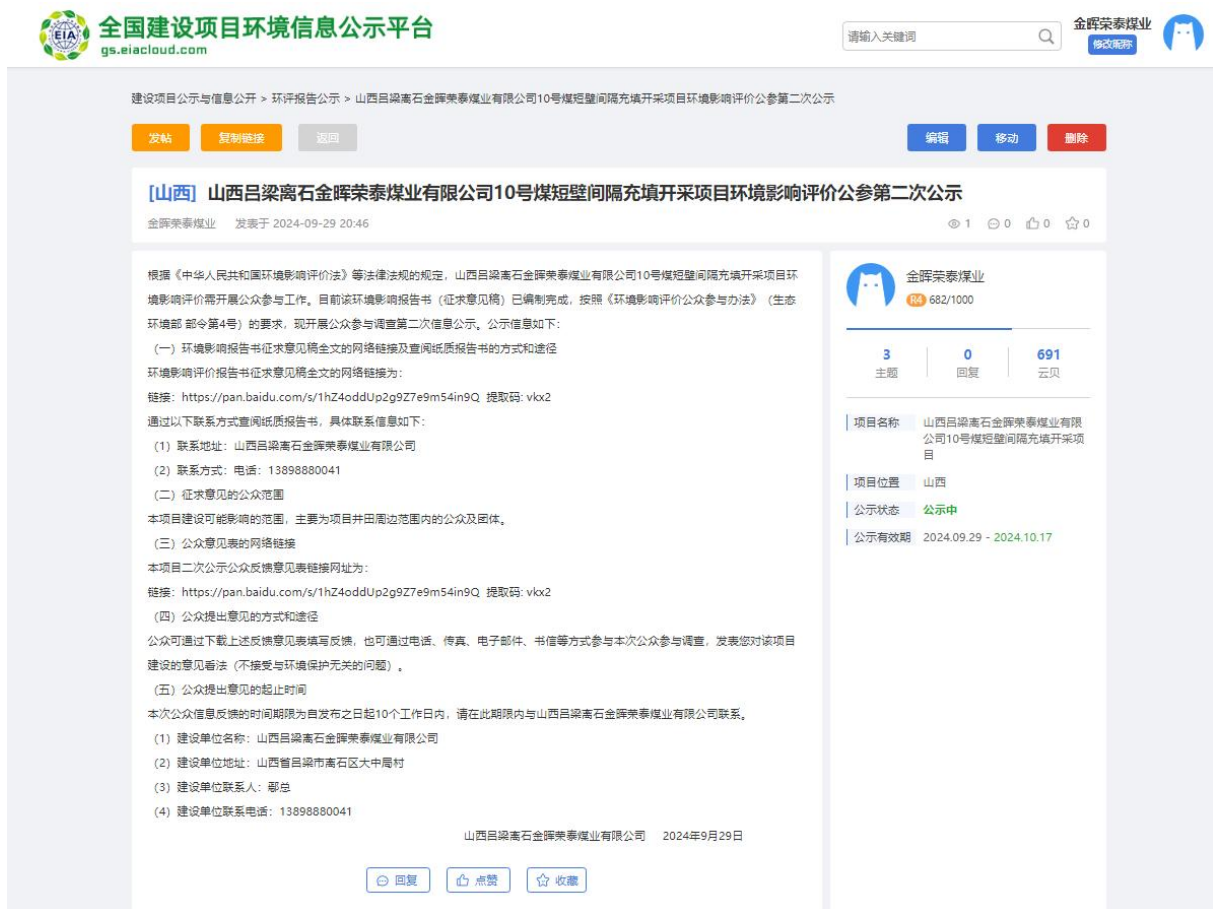 EIA
全国建设项目环境信息公示平台
gs.eiacloud.com
请输入关键词
金晖荣泰煤业
修改昵称
建设项目公示与信息公开 > 环评报告公示 > 山西吕梁离石金晖荣泰煤业有限公司10号煤短壁间隔充填开采项目环境影响评价公参第二次公示
发帖 复制链接 返回 编辑 移动 删除
[山西] 山西吕梁离石金晖荣泰煤业有限公司10号煤短壁间隔充填开采项目环境影响评价公参第二次公示
金晖荣泰煤业 发表于 2024-09-29 20:46
1 0 0 0
根据《中华人民共和国环境影响评价法》等法律法规的规定，山西吕梁离石金晖荣泰煤业有限公司10号煤短壁间隔充填开采项目环
境影响评价需开展公众参与工作。目前该环境影响报告书（征求意见稿）已编制完成，按照《环境影响评价公众参与办法》（生态
环境部 部令第4号）的要求，现开展公众参与调查第二次信息公示。公示信息如下：
（一）环境影响报告书征求意见稿全文的网络链接及查阅纸质报告书的方式和途径
环境影响评价报告书征求意见稿全文的网络链接为：
链接：https://pan.baidu.com/s/1hZ4oddUp2g9Z7e9m54in9Q 提取码: vkx2
通过以下联系方式查阅纸质报告书，具体联系信息如下：
（1）联系地址：山西吕梁离石金晖荣泰煤业有限公司
（2）联系方式：电话：13898880041
（二）征求意见的公众范围
本项目建设可能影响的范围，主要为项目井田周边范围内的公众及团体。
（三）公众意见表的网络链接
本项目二次公示公众反馈意见表链接网址为：
链接：https://pan.baidu.com/s/1hZ4oddUp2g9Z7e9m54in9Q 提取码: vkx2
（四）公众提出意见的方式和途径
公众可通过下载上述反馈意见表填写反馈，也可通过电话、传真、电子邮件、书信等方式参与本次公众参与调查，发表您对该项目
建设的意见看法（不接受与环境保护无关的问题）。
（五）公众提出意见的起止时间
本次公众信息反馈的时间期限为自发布之日起10个工作日内，请在此期限内与山西吕梁离石金晖荣泰煤业有限公司联系。
（1）建设单位名称：山西吕梁离石金晖荣泰煤业有限公司
（2）建设单位地址：山西省吕梁市离石区大中局村
（3）建设单位联系人：鄢总
（4）建设单位联系电话：13898880041
山西吕梁离石金晖荣泰煤业有限公司 2024年9月29日
回复 点赞 收藏
金晖荣泰煤业
R4 682/1000
3 0 691
主题 回复 云贝
项目名称 山西吕梁离石金晖荣泰煤业有限
公司10号煤短壁间隔充填开采项
目
项目位置 山西
公示状态 公示中
公示有效期 2024.09.29 - 2024.10.17